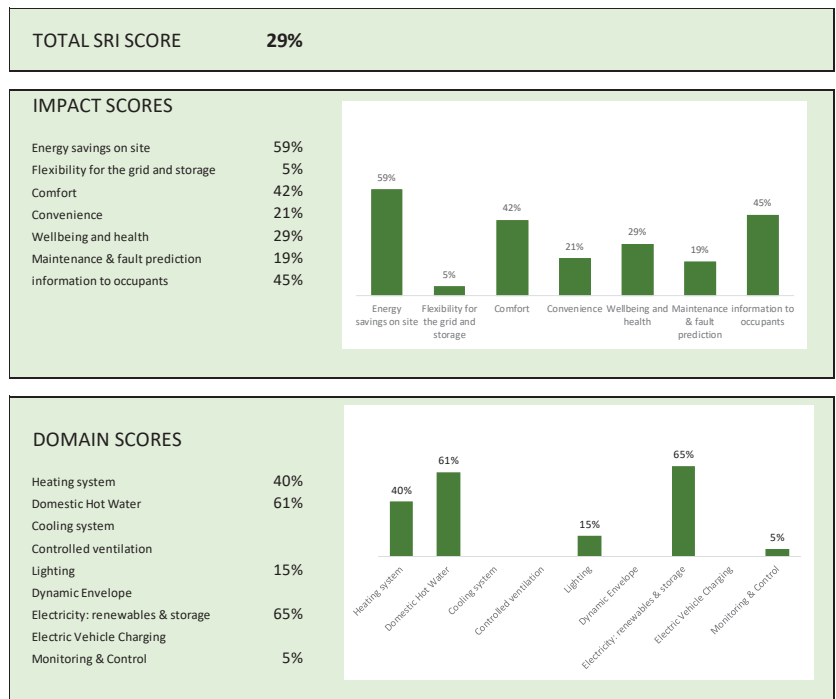 TOTAL SRI SCORE 29%
IMPACT SCORES
Energy savings on site 59%
Flexibility for the grid and storage 5%
Comfort 42%
Convenience 21%
Wellbeing and health 29%
Maintenance & fault prediction 19%
information to occupants 45%
59%
5%
42%
21%
29%
19%
45%
Energy savings on site
Flexibility for the grid and storage
Comfort
Convenience
Wellbeing and health
Maintenance & fault prediction
information to occupants
DOMAIN SCORES
Heating system 40%
Domestic Hot Water 61%
Cooling system
Controlled ventilation
Lighting 15%
Dynamic Envelope
Electricity: renewables & storage 65%
Electric Vehicle Charging
Monitoring & Control 5%
40%
61%
15%
65%
5%
Heating system
Domestic Hot Water
Cooling system
Controlled ventilation
Lighting
Dynamic Envelope
Electricity: renewables & storage
Electric Vehicle Charging
Monitoring & Control